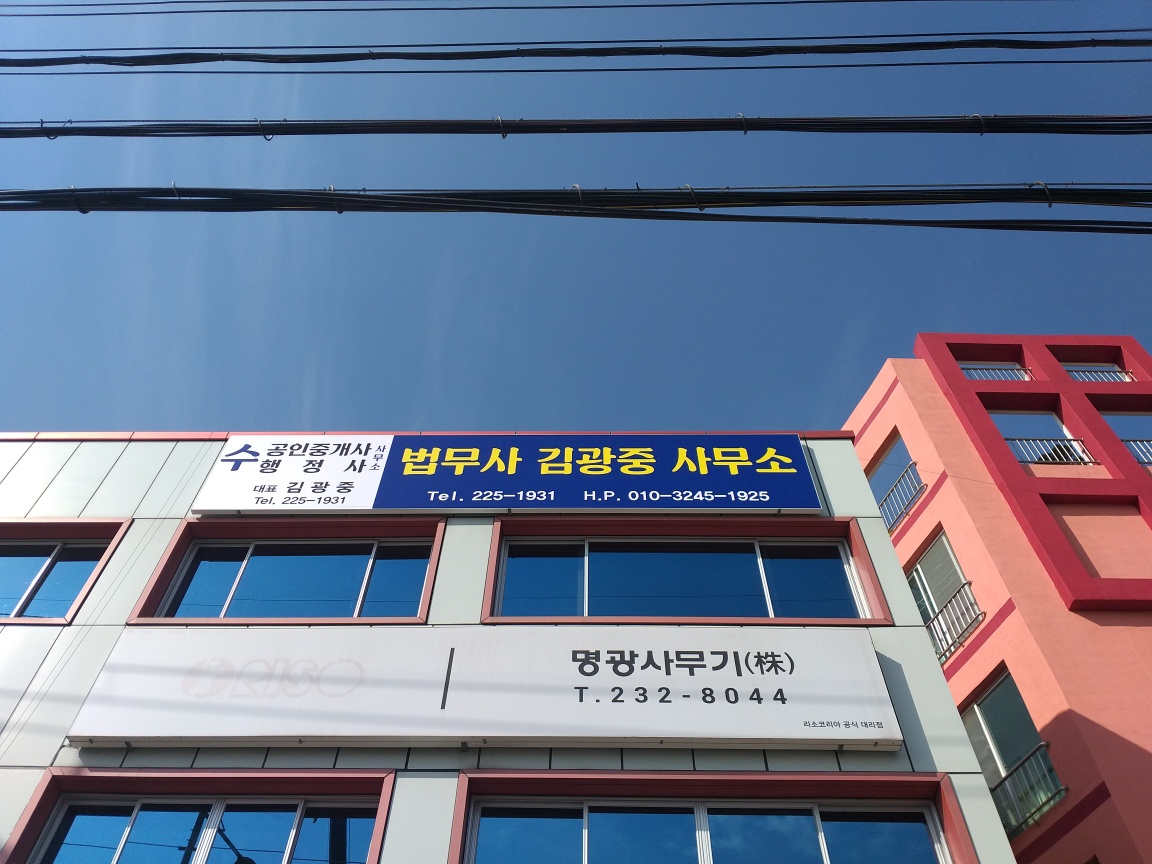 수 공인중개사 사무소
행정사
대표 김광중
Tel. 225-1931
법무사 김광중 사무소
Tel. 225-1931 H.P. 010-3245-1925
RISO
명광사무기(株)
T.232-8044
리소코리아 공식 대리점